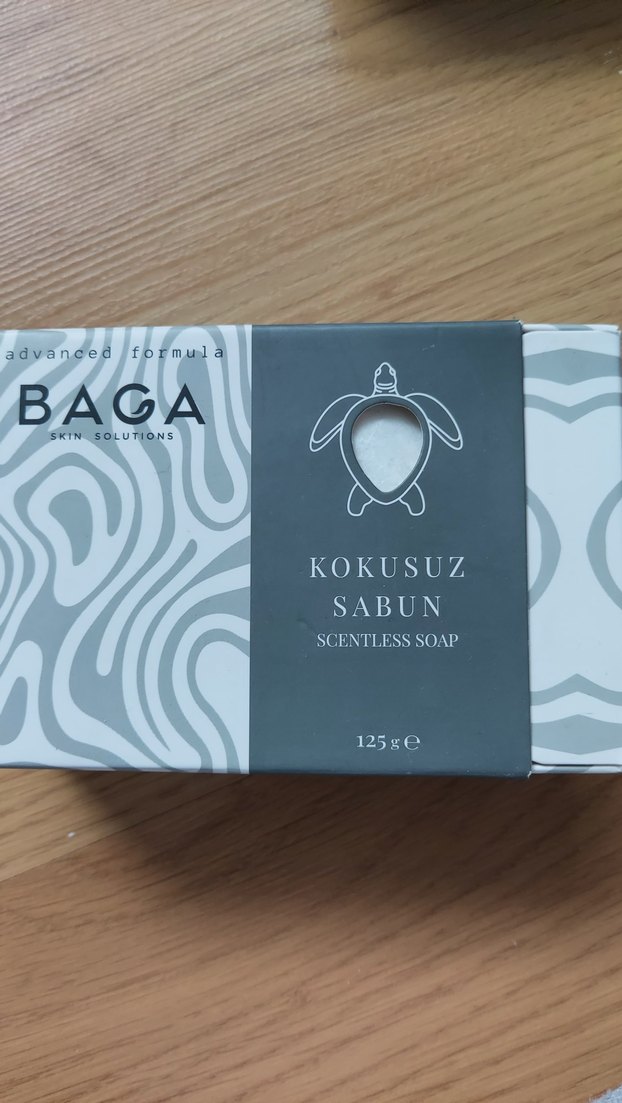 advanced formula
BAGA
SKIN SOLUTIONS
KOKUSUZ
SABUN
SCENTLESS SOAP
125 g ℮